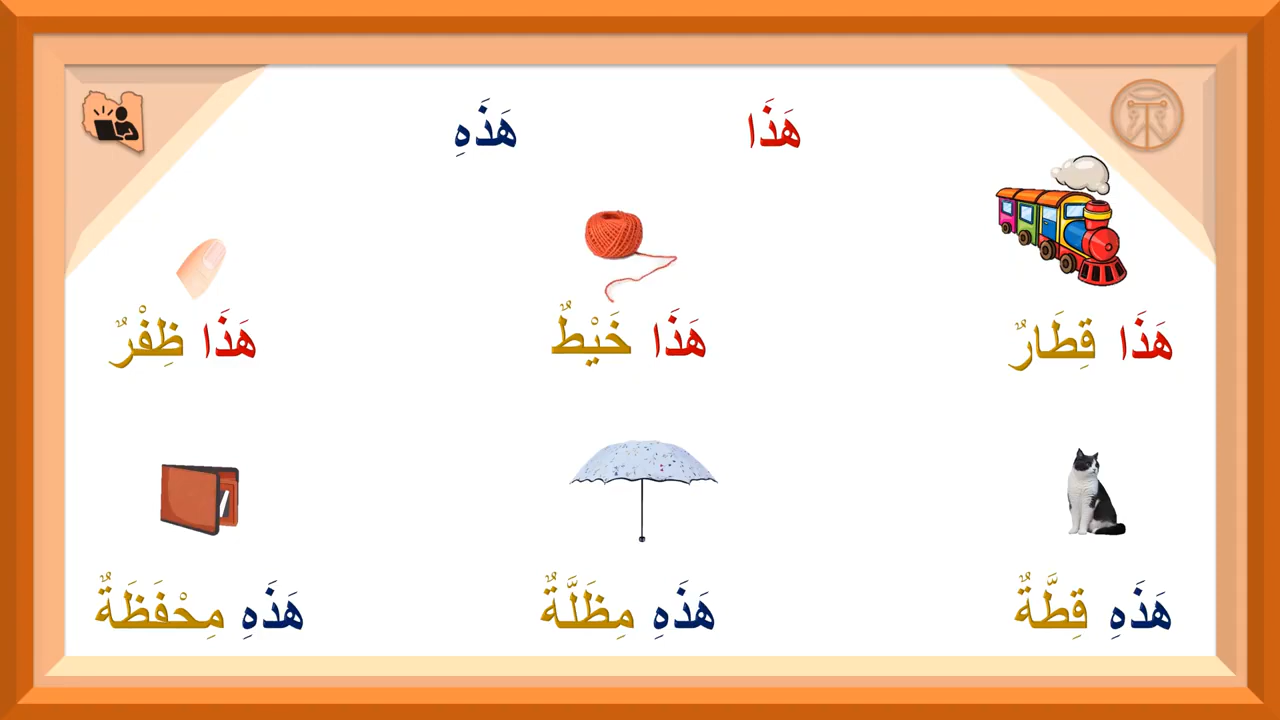 هَذَا هَذِهِ
هَذَا قِطَارٌ
هَذَا خَيْطٌ
هَذَا ظِفْرٌ
هَذِهِ قِطَّةٌ
هَذِهِ مِظَلَّةٌ
هَذِهِ مِحْفَظَةٌ